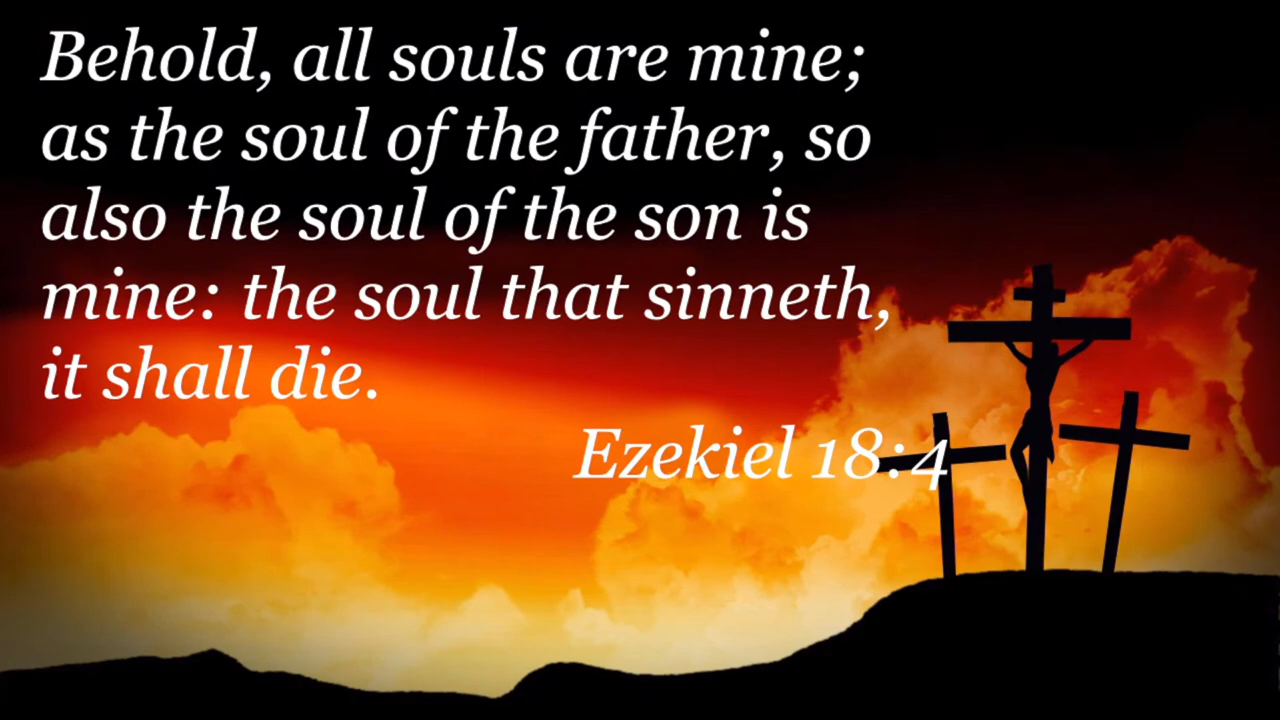 Behold, all souls are mine;
as the soul of the father, so
also the soul of the son is
mine: the soul that sinneth,
it shall die.
Ezekiel 18:4